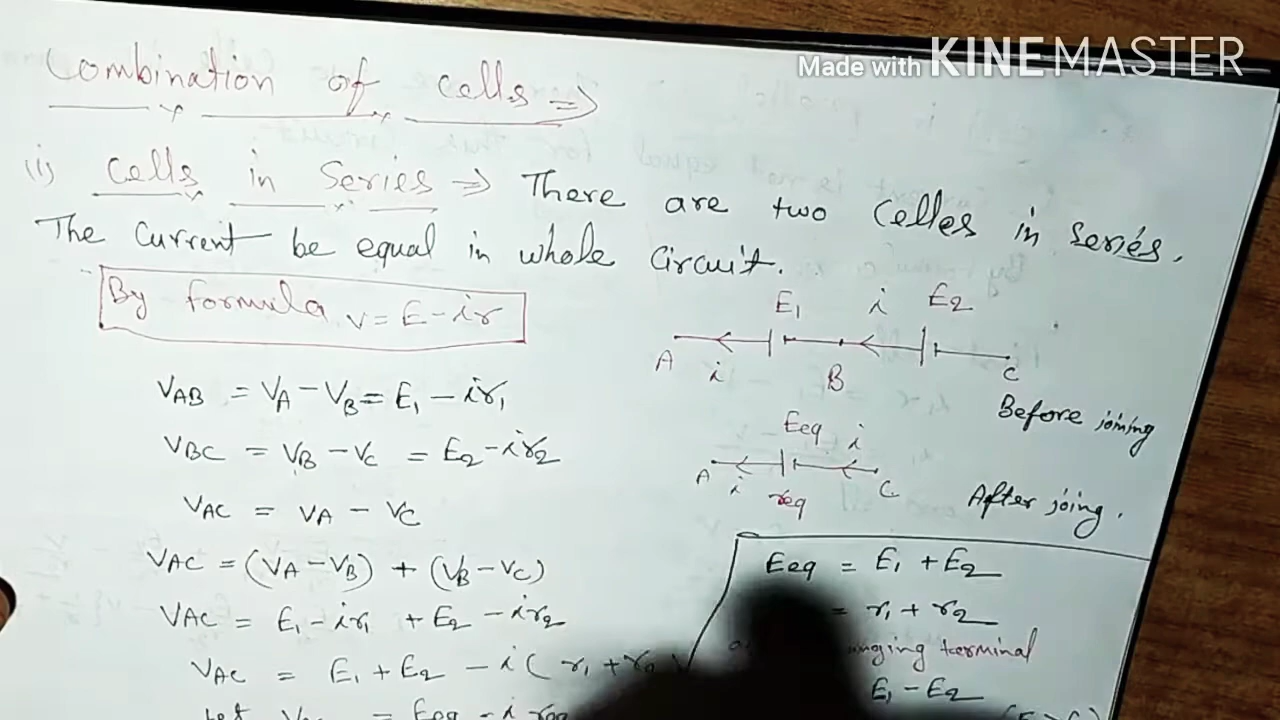 Made with KINEMASTER
Combination of cells ⇒
(i) Cells in Series ⇒ There are two Celles in series.
The Current be equal in whole Circuit.
By formula V = E - ir
E1 i E2
A i B C
Before joining
VAB = VA - VB = E1 - ir1
VBC = VB - VC = E2 - ir2
VAC = VA - VC
Eeq i
A i req C
After joing.
VAC = (VA - VB) + (VB - VC)
VAC = E1 - ir1 + E2 - ir2
VAC = E1 + E2 - i( r1 + r2
Eeq = E1 + E2
= r1 + r2
terminal
E1 - E2
= Eeq - i req